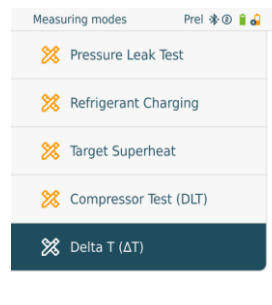 Measuring modes Prel
Pressure Leak Test
Refrigerant Charging
Target Superheat
Compressor Test (DLT)
Delta T (ΔT)